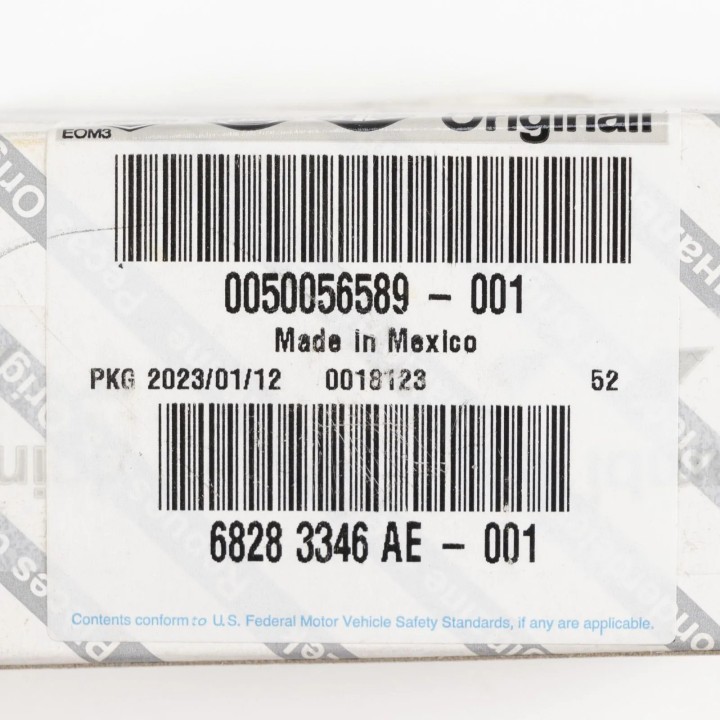 EOM3 Originali
0050056589 - 001
Made in Mexico
PKG 2023/01/12 0018123 52
6828 3346 AE - 001
Contents conform to U.S. Federal Motor Vehicle Safety Standards, if any are applicable.